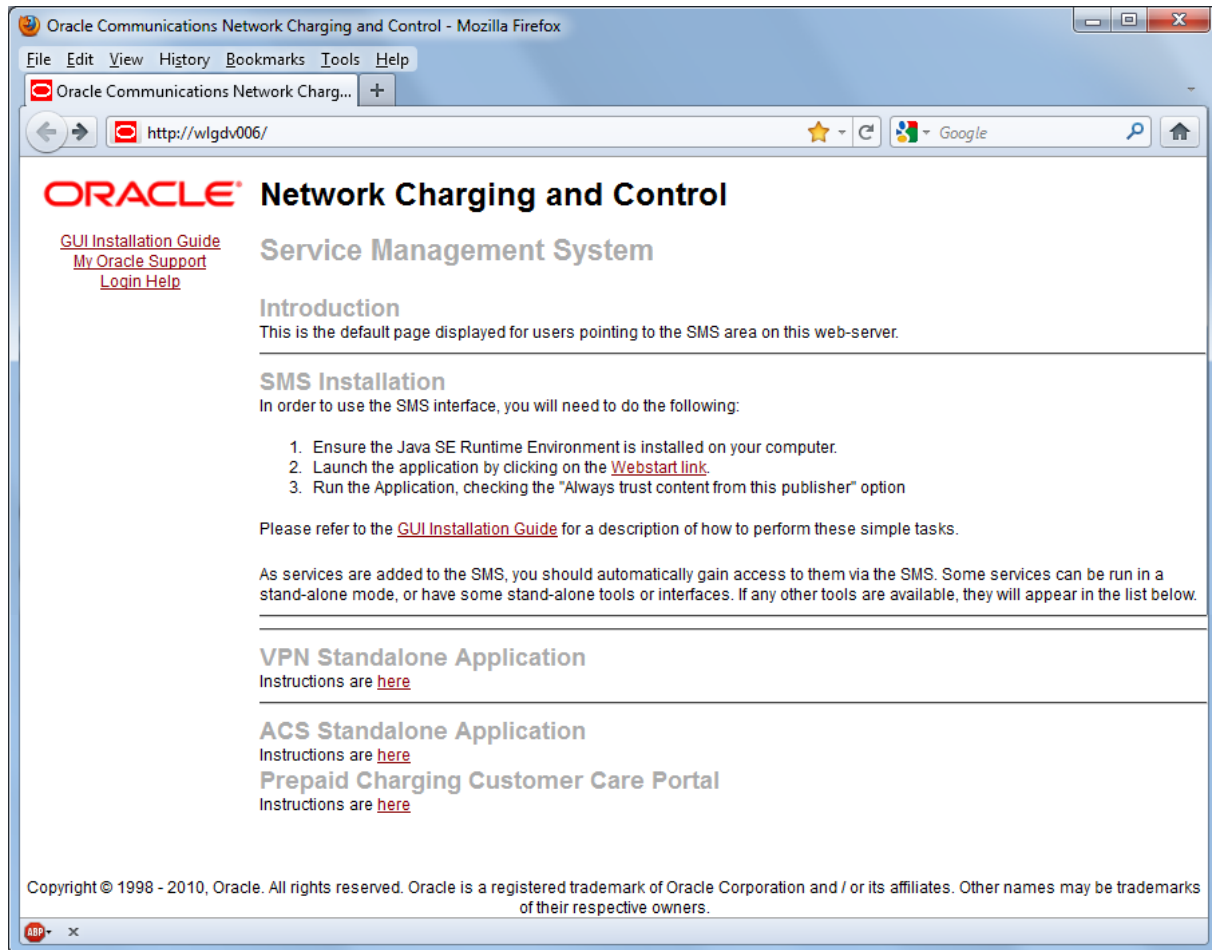 Oracle Communications Network Charging and Control - Mozilla Firefox
File Edit View History Bookmarks Tools Help
Oracle Communications Network Charg... +
http://wlgdv006/
Google
ORACLE
GUI Installation Guide
My Oracle Support
Login Help
Network Charging and Control
Service Management System
Introduction
This is the default page displayed for users pointing to the SMS area on this web-server.
SMS Installation
In order to use the SMS interface, you will need to do the following:
1. Ensure the Java SE Runtime Environment is installed on your computer.
2. Launch the application by clicking on the Webstart link.
3. Run the Application, checking the "Always trust content from this publisher" option
Please refer to the GUI Installation Guide for a description of how to perform these simple tasks.
As services are added to the SMS, you should automatically gain access to them via the SMS. Some services can be run in a
stand-alone mode, or have some stand-alone tools or interfaces. If any other tools are available, they will appear in the list below.
VPN Standalone Application
Instructions are here
ACS Standalone Application
Instructions are here
Prepaid Charging Customer Care Portal
Instructions are here
Copyright © 1998 - 2010, Oracle. All rights reserved. Oracle is a registered trademark of Oracle Corporation and / or its affiliates. Other names may be trademarks
of their respective owners.
ABP